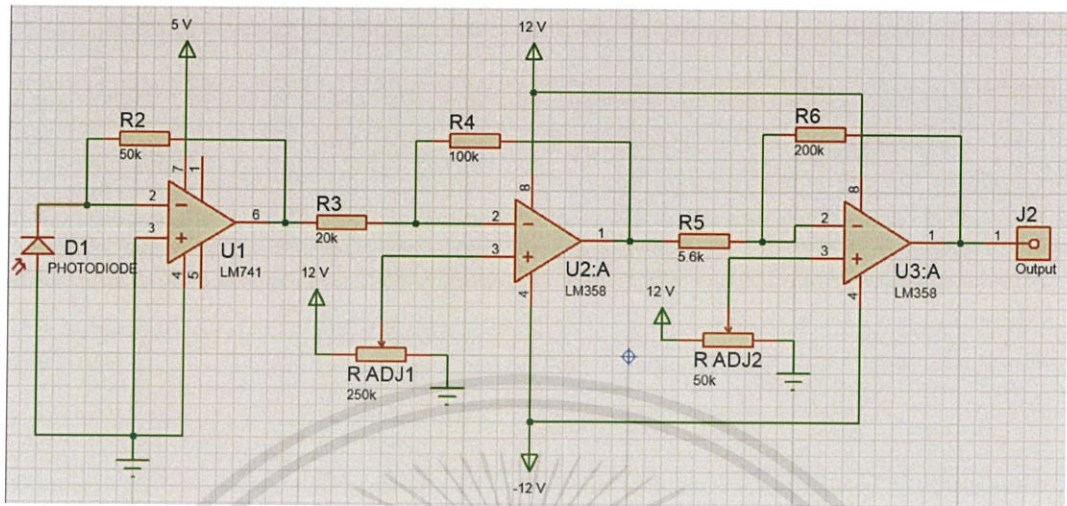 5 V
12 V
R2
50k
R4
100k
R6
200k
7
1
8
8
2
6
R3
20k
2
1
R5
5.6k
2
1
1
J2
Output
3
D1
PHOTODIODE
4
5
U1
LM741
3
4
U2:A
LM358
3
4
U3:A
LM358
12 V
12 V
R ADJ1
250k
R ADJ2
50k
-12 V